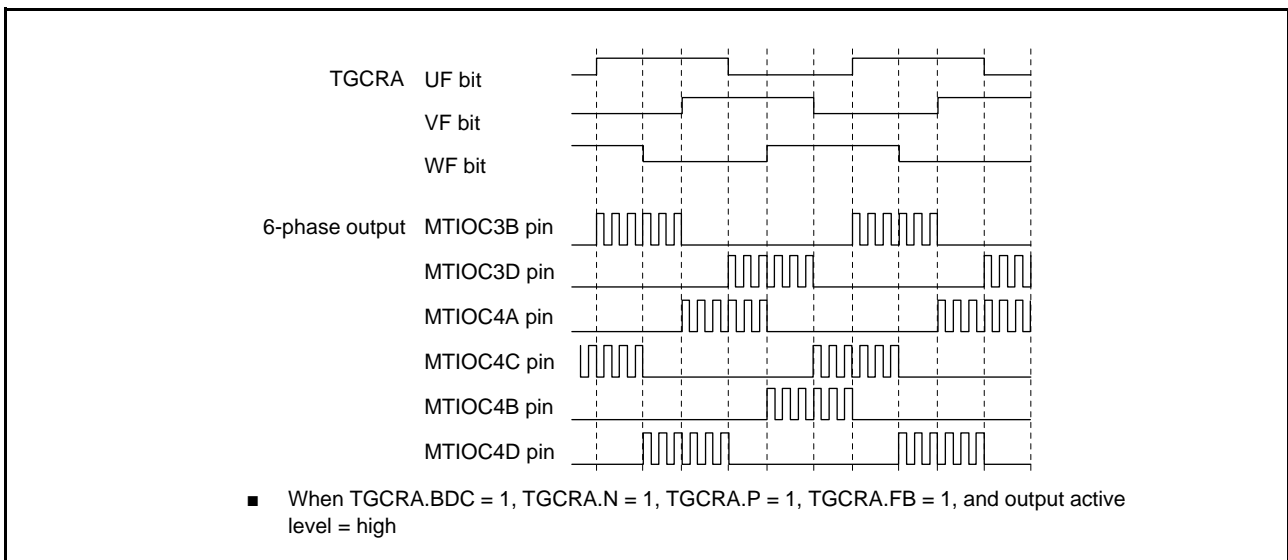 TGCRA UF bit
VF bit
WF bit
6-phase output MTIOC3B pin
MTIOC3D pin
MTIOC4A pin
MTIOC4C pin
MTIOC4B pin
MTIOC4D pin
■ When TGCRA.BDC = 1, TGCRA.N = 1, TGCRA.P = 1, TGCRA.FB = 1, and output active
level = high